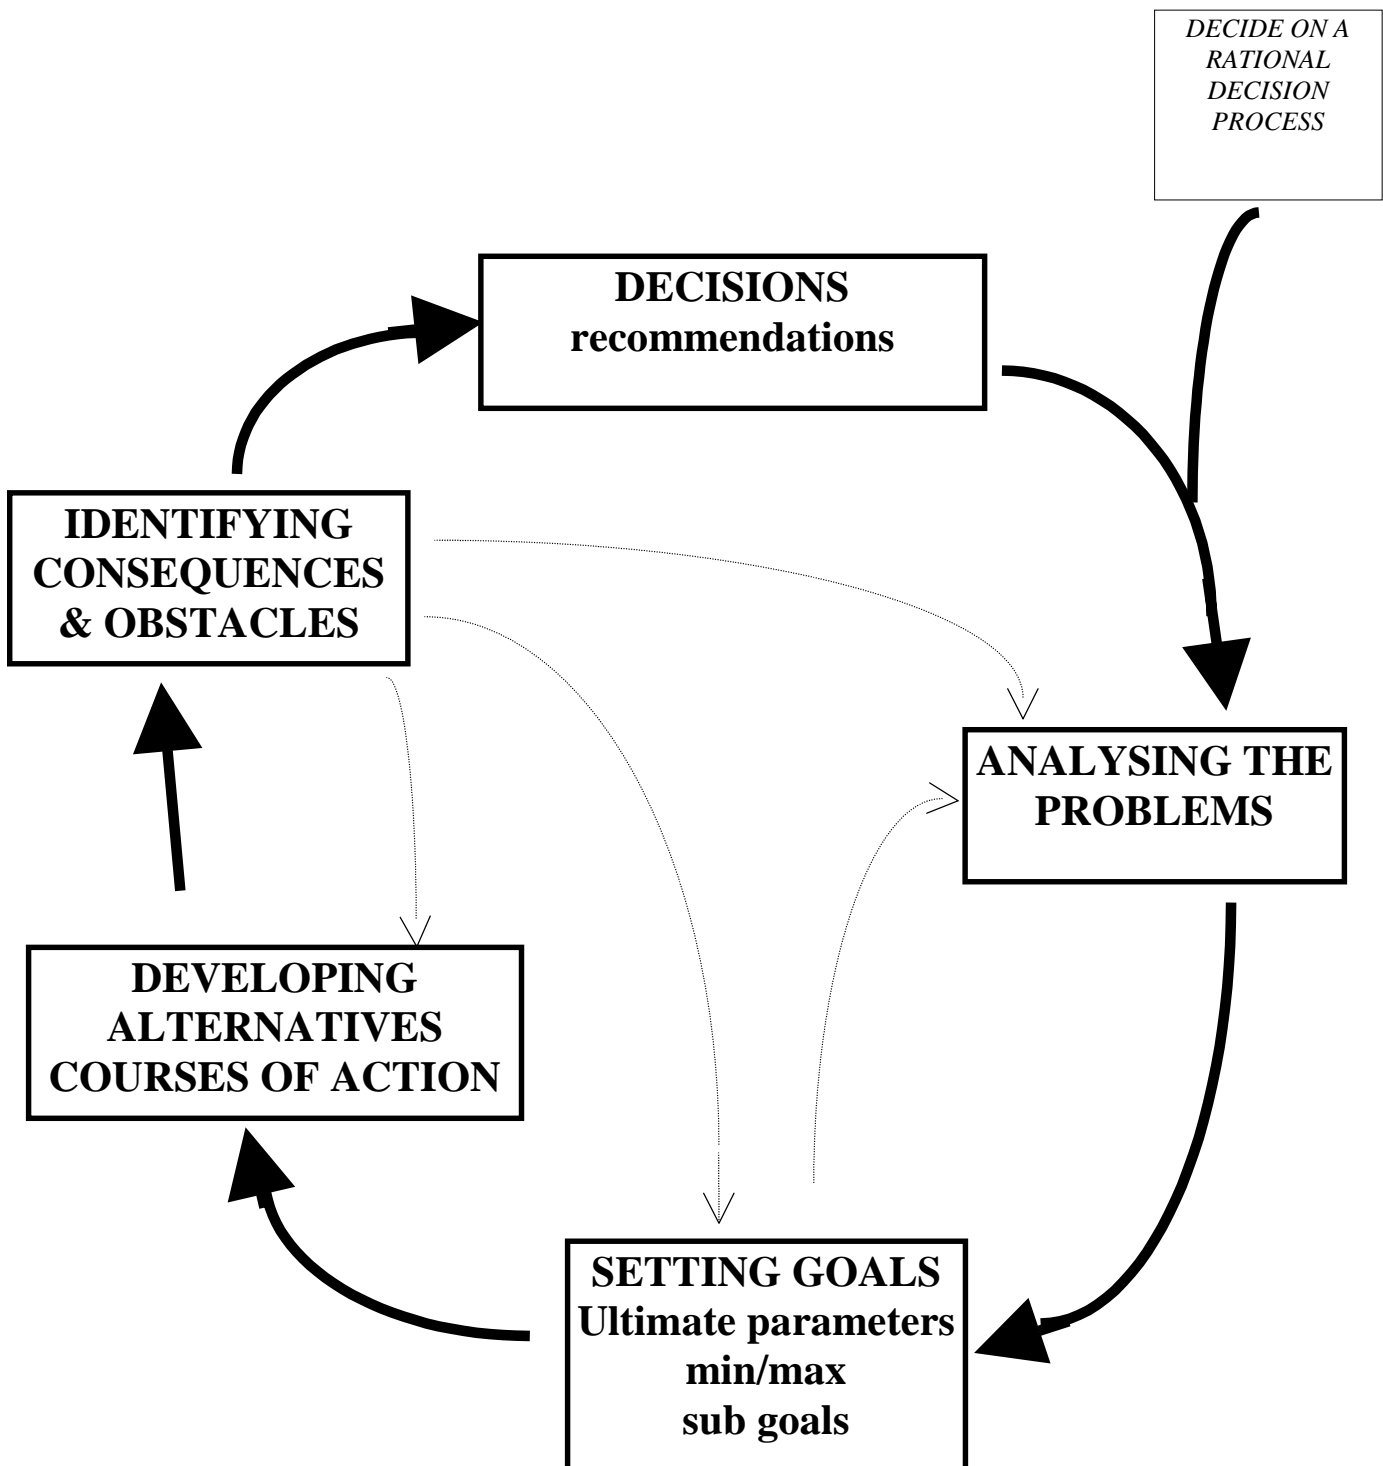 DECIDE ON A
RATIONAL
DECISION
PROCESS
DECISIONS
recommendations
IDENTIFYING
CONSEQUENCES
& OBSTACLES
ANALYSING THE
PROBLEMS
DEVELOPING
ALTERNATIVES
COURSES OF ACTION
SETTING GOALS
Ultimate parameters
min/max
sub goals